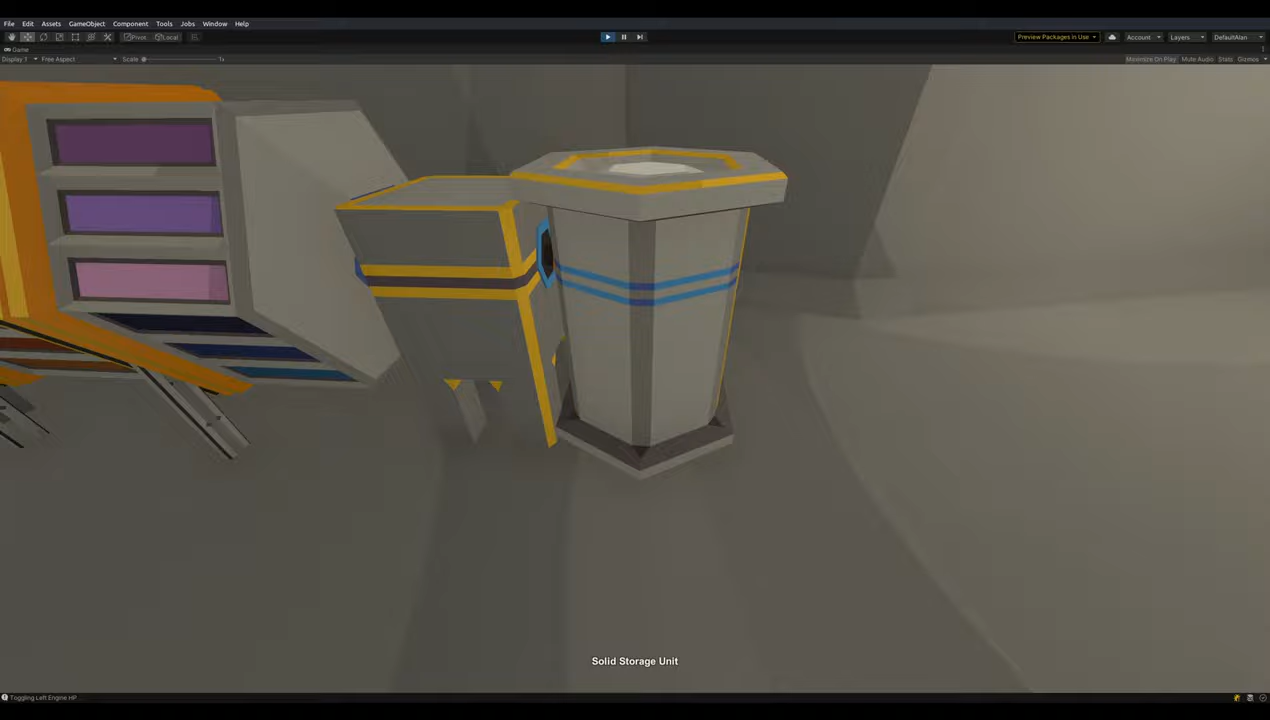 File Edit Assets GameObject Component Tools Jobs Window Help
Pivot Local Preview Packages in Use Account Layers DefaultAlan
Game
Display 1 Free Aspect Scale 1x Maximize On Play Mute Audio Stats Gizmos
Solid Storage Unit
Toggling Left Engine HP